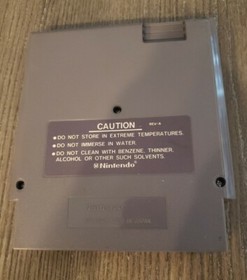 CAUTION REV-A
•DO NOT STORE IN EXTREME TEMPERATURES.
•DO NOT IMMERSE IN WATER.
•DO NOT CLEAN WITH BENZENE, THINNER,
ALCOHOL OR OTHER SUCH SOLVENTS.
Nintendo®